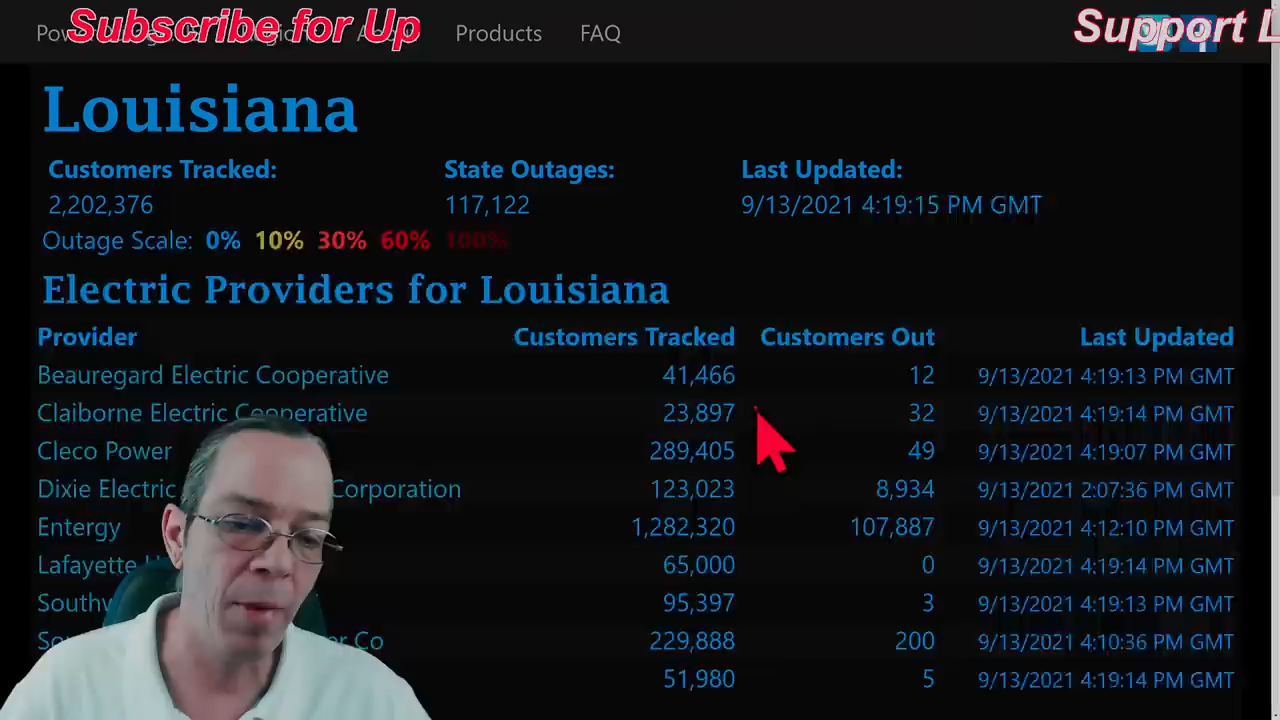 Subscribe for Up
Support L
Products FAQ
Louisiana
Customers Tracked: State Outages: Last Updated:
2,202,376 117,122 9/13/2021 4:19:15 PM GMT
Outage Scale: 0% 10% 30% 60% 100%
Electric Providers for Louisiana
Provider Customers Tracked Customers Out Last Updated
Beauregard Electric Cooperative 41,466 12 9/13/2021 4:19:13 PM GMT
Claiborne Electric Cooperative 23,897 32 9/13/2021 4:19:14 PM GMT
Cleco Power 289,405 49 9/13/2021 4:19:07 PM GMT
Dixie Electric Corporation 123,023 8,934 9/13/2021 2:07:36 PM GMT
Entergy 1,282,320 107,887 9/13/2021 4:12:10 PM GMT
Lafayette 65,000 0 9/13/2021 4:19:14 PM GMT
95,397 3 9/13/2021 4:19:13 PM GMT
Co 229,888 200 9/13/2021 4:10:36 PM GMT
51,980 5 9/13/2021 4:19:14 PM GMT